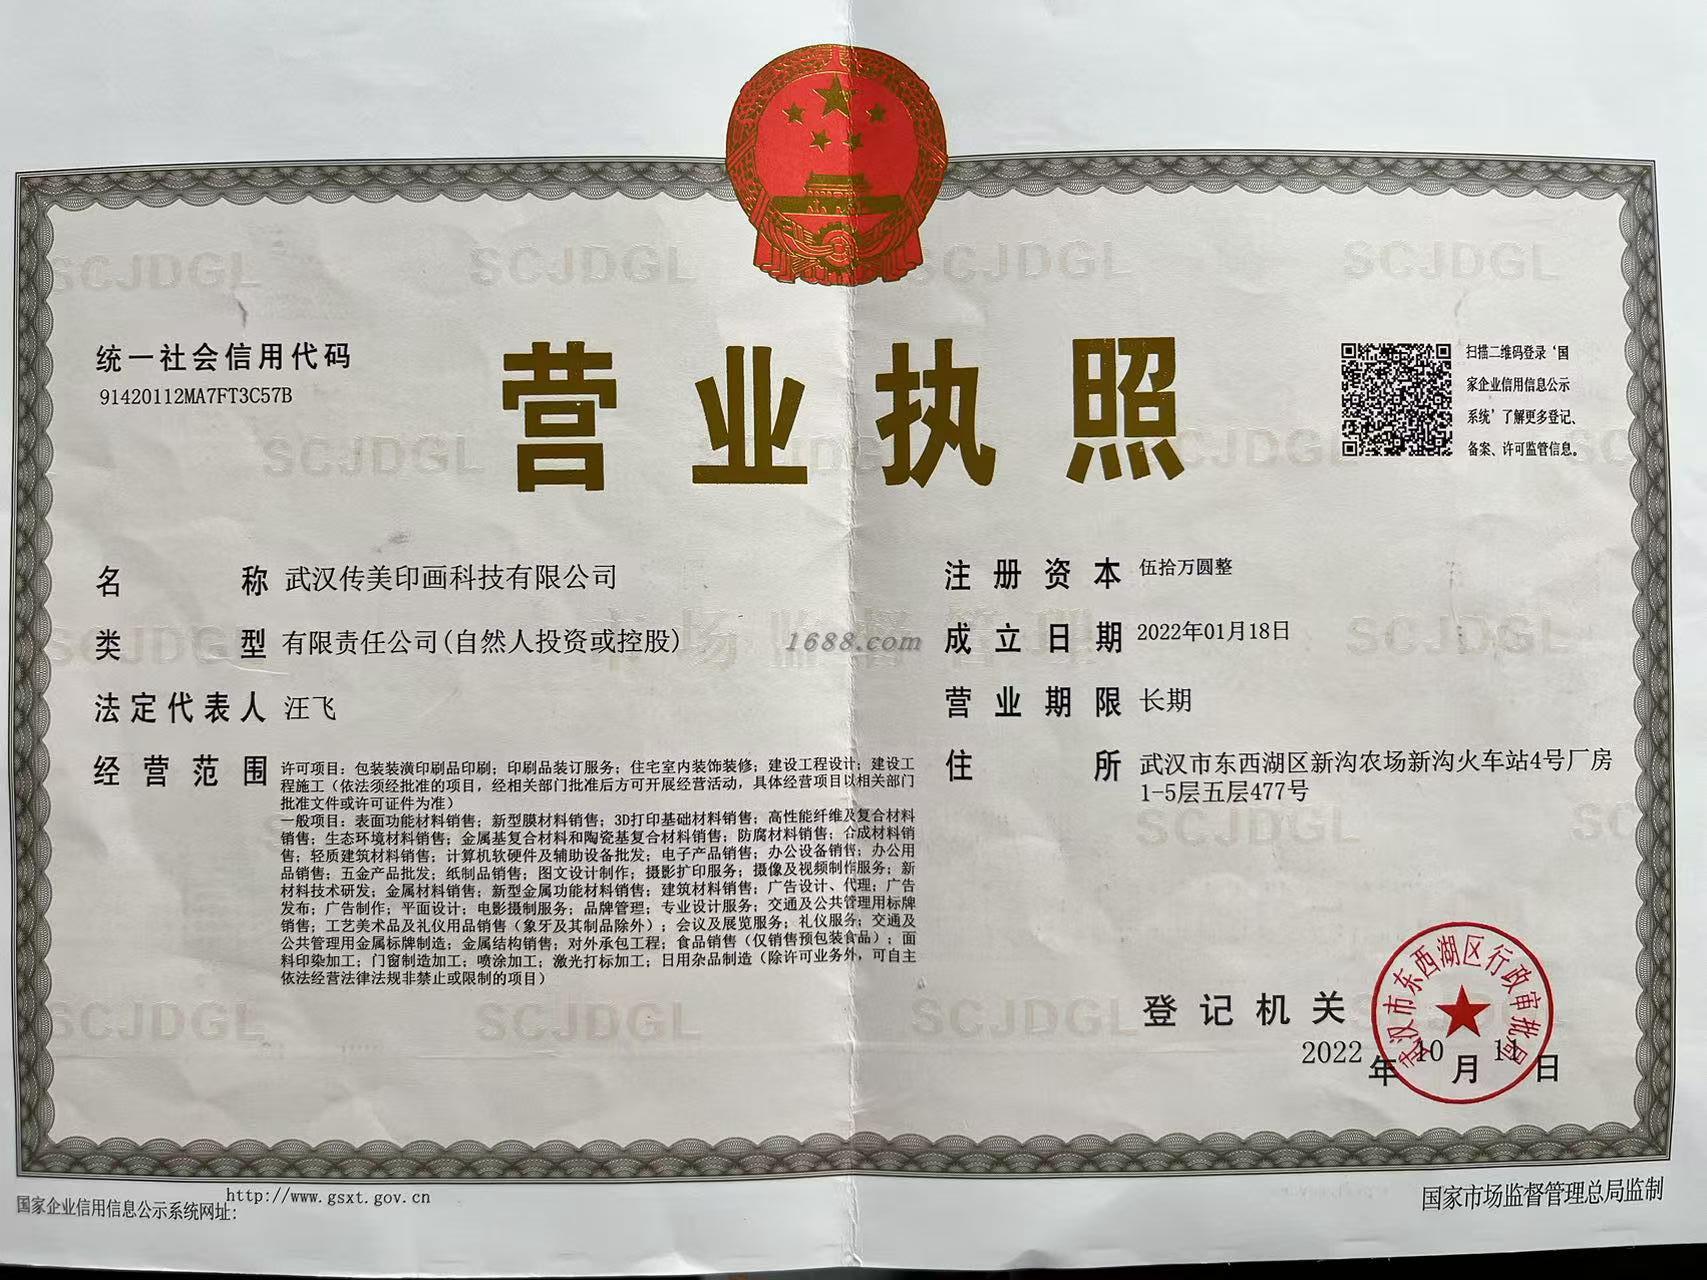 SCJDGL
SCJDGL
SCJDGL
SCJDGL
统一社会信用代码
91420112MA7FT3C57B
营业执照
扫描二维码登录‘国
家企业信用信息公示
系统’了解更多登记、
备案、许可监管信息。
SCJDGL
SCJDGL
名称 武汉传美印画科技有限公司
注册资本 伍拾万圆整
类型 有限责任公司(自然人投资或控股)
成立日期 2022年01月18日
市场监督管理
1688.com
SCJDGL
SCJDGL
法定代表人 汪飞
营业期限 长期
经营范围 许可项目：包装装潢印刷品印刷；印刷品装订服务；住宅室内装饰装修；建设工程设计；建设工
程施工（依法须经批准的项目，经相关部门批准后方可开展经营活动，具体经营项目以相关部门
批准文件或许可证件为准）
一般项目：表面功能材料销售；新型膜材料销售；3D打印基础材料销售；高性能纤维及复合材料
销售；生态环境材料销售；金属基复合材料和陶瓷基复合材料销售；防腐材料销售；合成材料销
售；轻质建筑材料销售；计算机软硬件及辅助设备批发；电子产品销售；办公设备销售；办公用
品销售；五金产品批发；纸制品销售；图文设计制作；摄影扩印服务；摄像及视频制作服务；新
材料技术研发；金属材料销售；新型金属功能材料销售；建筑材料销售；广告设计、代理；广告
发布；广告制作；平面设计；电影摄制服务；品牌管理；专业设计服务；交通及公共管理用标牌
销售；工艺美术品及礼仪用品销售（象牙及其制品除外）；会议及展览服务；礼仪服务；交通及
公共管理用金属标牌制造；金属结构销售；对外承包工程；食品销售（仅销售预包装食品）；面
料印染加工；门窗制造加工；喷涂加工；激光打标加工；日用杂品制造（除许可业务外，可自主
依法经营法律法规非禁止或限制的项目）
住所 武汉市东西湖区新沟农场新沟火车站4号厂房
1-5层五层477号
SCJDGL
SCJDGL
SCJDGL
SCJDGL
登记机关
武汉市东西湖区行政审批局
2022年10月11日
国家企业信用信息公示系统网址：http://www.gsxt.gov.cn
国家市场监督管理总局监制